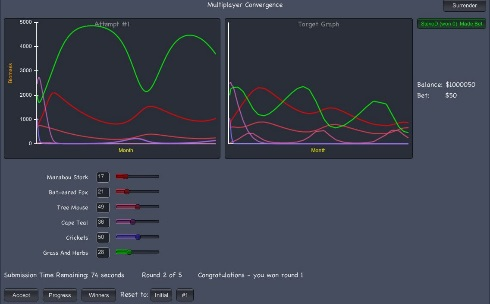 Multiplayer Convergence
Surrender
Attempt #1
Target Graph
5000
4000
3000
2000
1000
0
Biomass
Month
Month
Balance: $1000050
Bet: $50
Marabou Stork 17
Bat-eared Fox 21
Tree Mouse 49
Cape Teal 38
Crickets 50
Grass And Herbs 28
Submission Time Remaining: 74 seconds Round 2 of 5 Congratulations - you won round 1
Accept Progress Winners Reset to: Initial #1